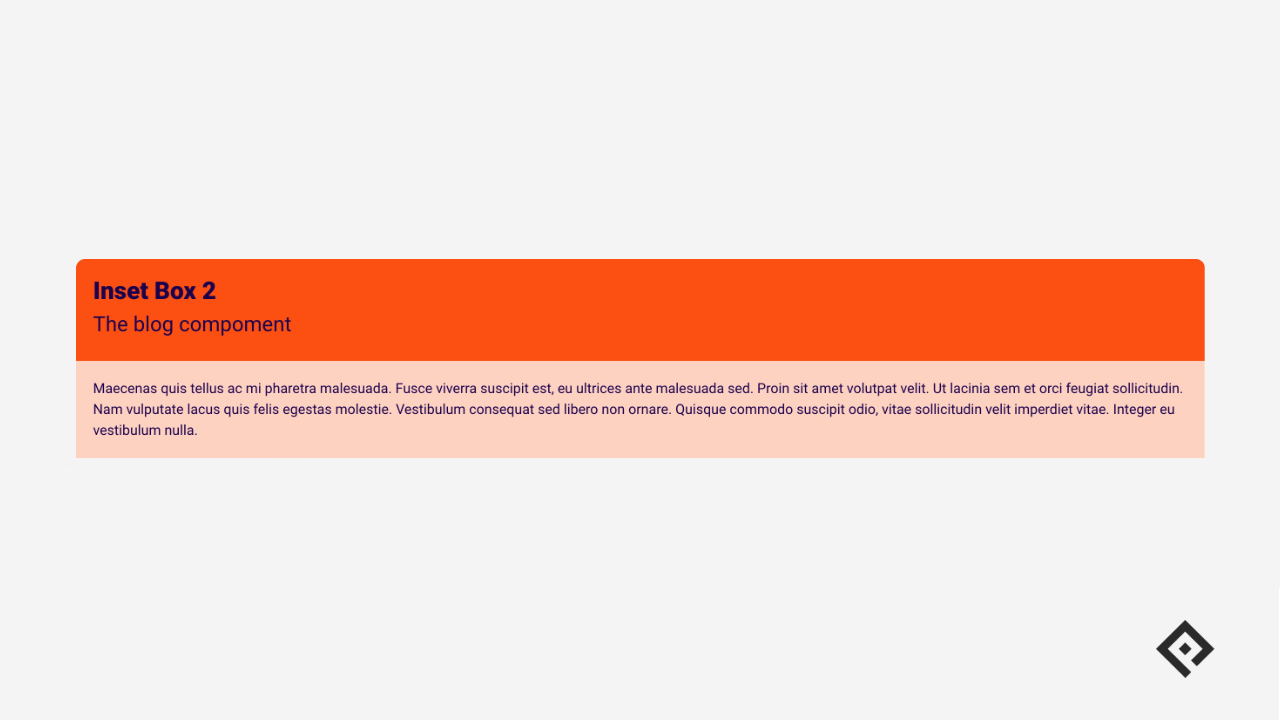 Inset Box 2
The blog compoment
Maecenas quis tellus ac mi pharetra malesuada. Fusce viverra suscipit est, eu ultrices ante malesuada sed. Proin sit amet volutpat velit. Ut lacinia sem et orci feugiat sollicitudin.
Nam vulputate lacus quis felis egestas molestie. Vestibulum consequat sed libero non ornare. Quisque commodo suscipit odio, vitae sollicitudin velit imperdiet vitae. Integer eu
vestibulum nulla.